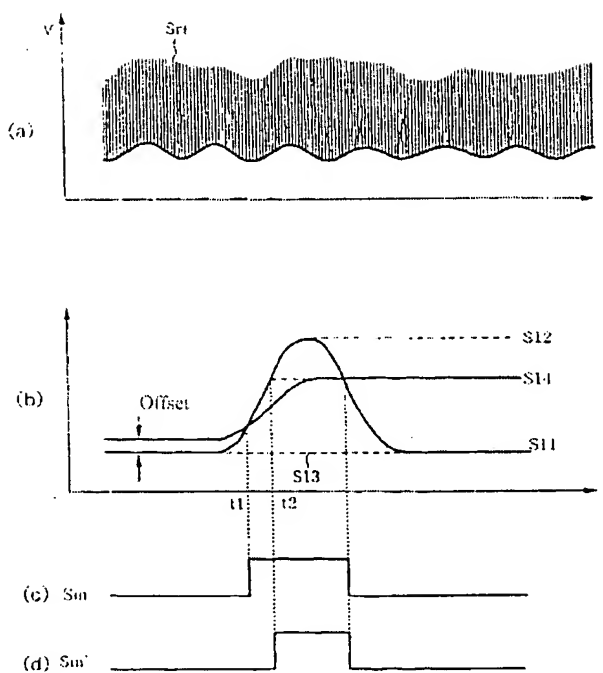 V
Srf
(a)
S12
S14
(b)
Offset
S11
S13
t1
t2
(c) Sm
(d) Sm'